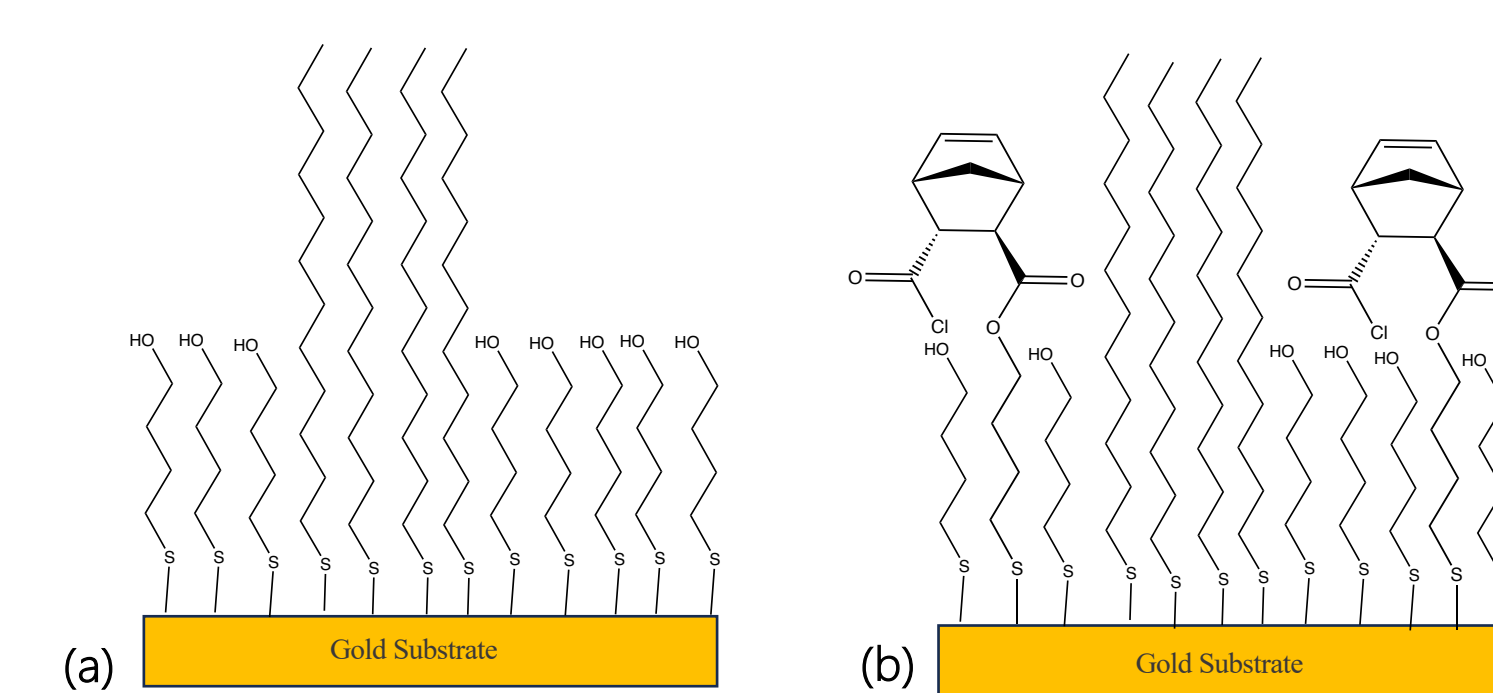 HO HO HO HO HO HO HO HO
S S S S S S S S S S S S
Gold Substrate
(a)
O O
Cl O
HO HO
O
Cl O
HO HO HO HO
S S S S S S S S S S S
Gold Substrate
(b)